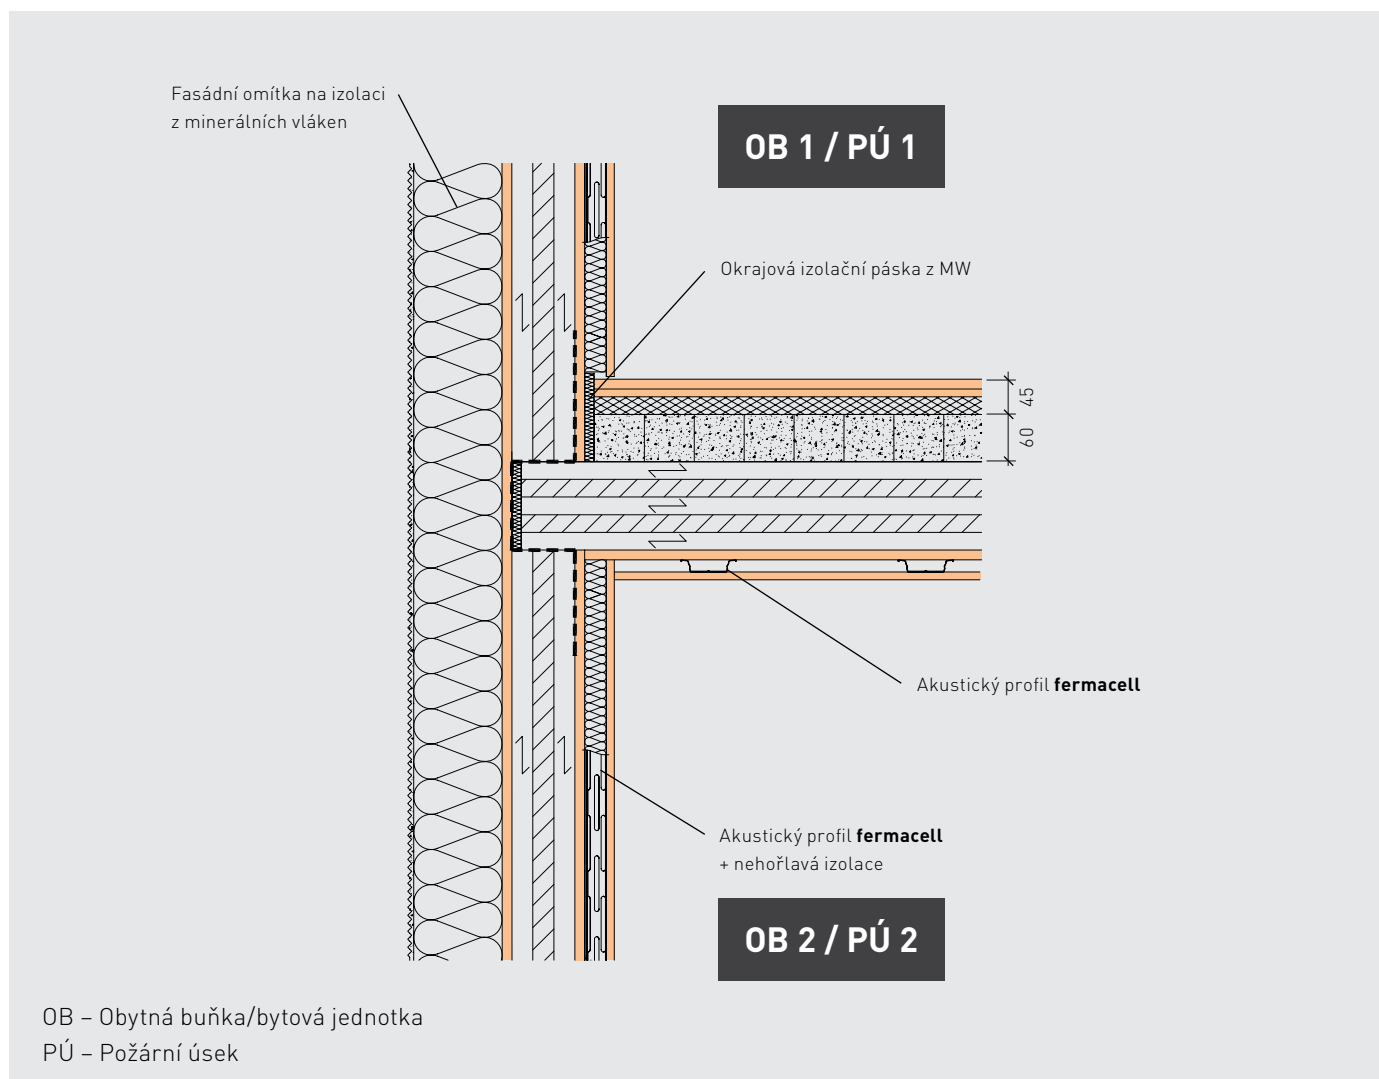 Fasádní omítka na izolaci
z minerálních vláken
OB 1 / PÚ 1
Okrajová izolační páska z MW
45
60
Akustický profil fermacell
Akustický profil fermacell
+ nehořlavá izolace
OB 2 / PÚ 2
OB – Obytná buňka/bytová jednotka
PÚ – Požární úsek